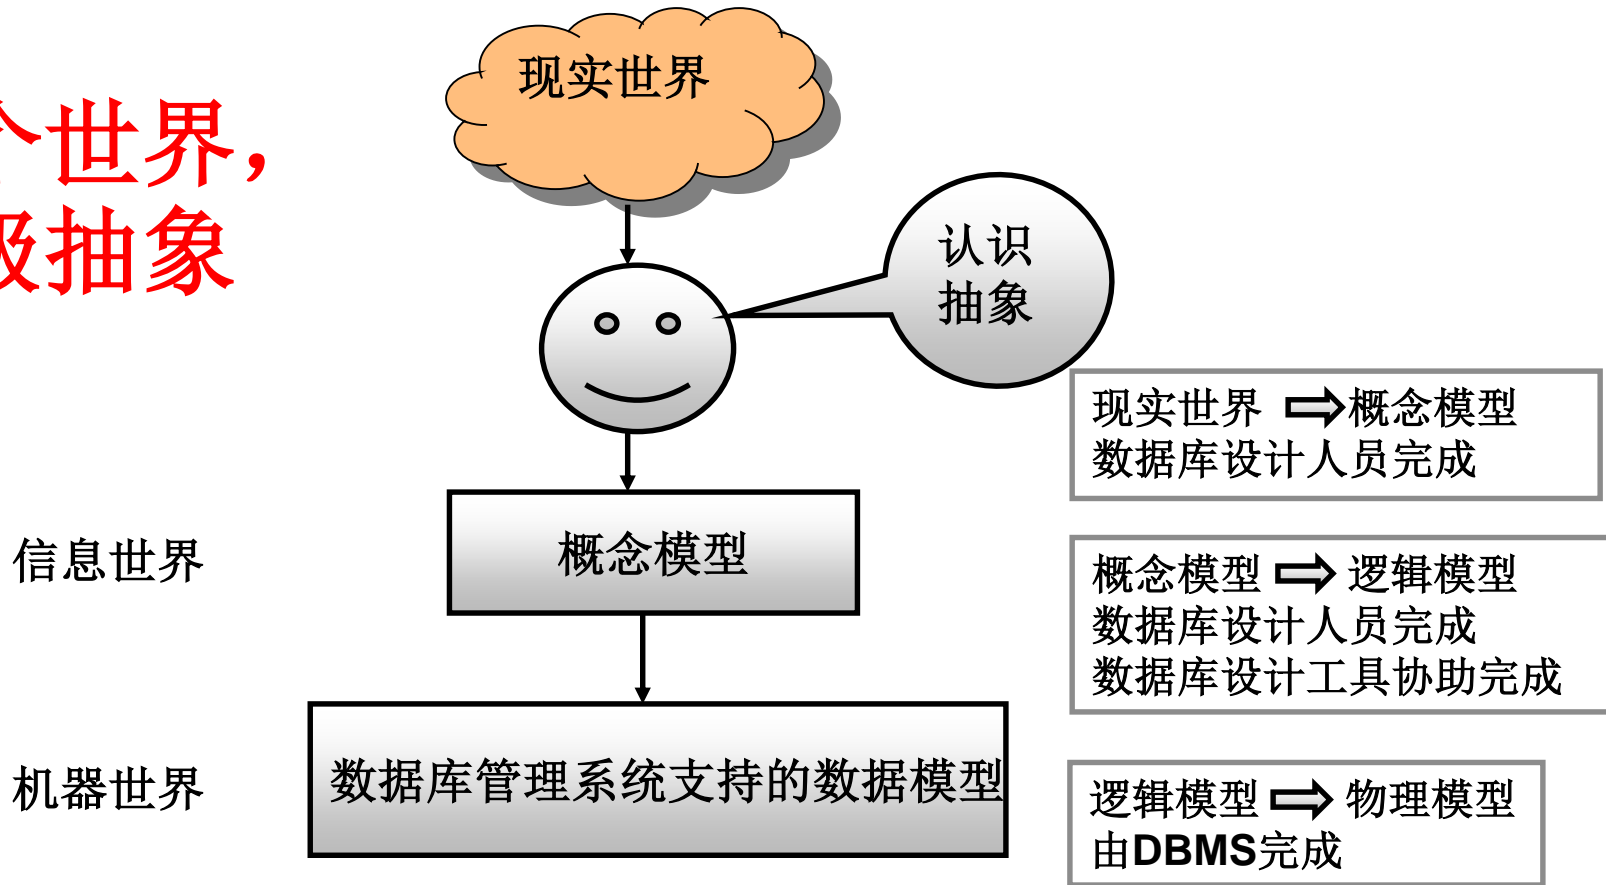 现实世界
个世界，
级抽象
认识
抽象
现实世界 概念模型
数据库设计人员完成
信息世界
概念模型
概念模型 逻辑模型
数据库设计人员完成
数据库设计工具协助完成
机器世界
数据库管理系统支持的数据模型
逻辑模型 物理模型
由DBMS完成